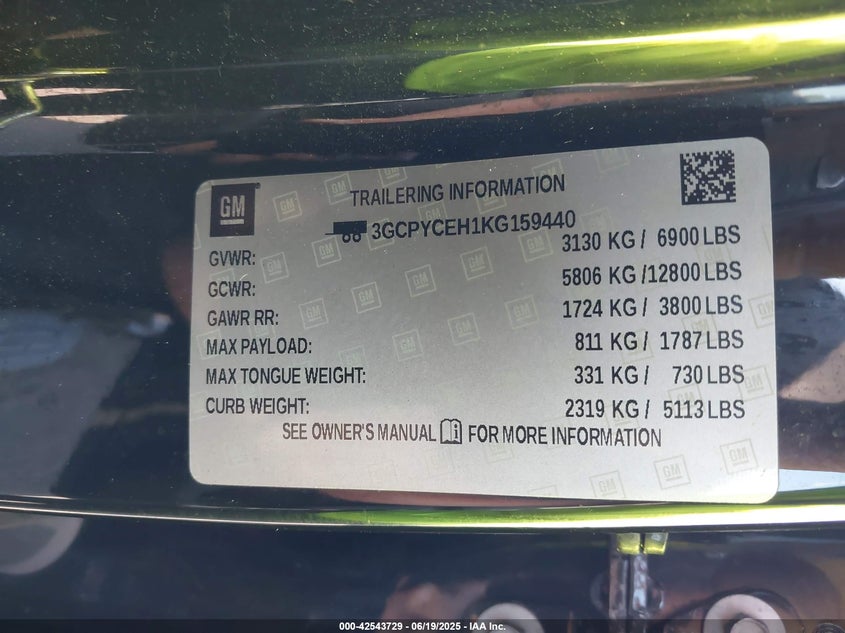 GM
TRAILERING INFORMATION
3GCPYCEH1KG159440
GVWR: 3130 KG / 6900 LBS
GCWR: 5806 KG /12800 LBS
GAWR RR: 1724 KG / 3800 LBS
MAX PAYLOAD: 811 KG / 1787 LBS
MAX TONGUE WEIGHT: 331 KG / 730 LBS
CURB WEIGHT: 2319 KG / 5113 LBS
SEE OWNER'S MANUAL FOR MORE INFORMATION
000-42543729 - 06/19/2025 - IAA Inc.